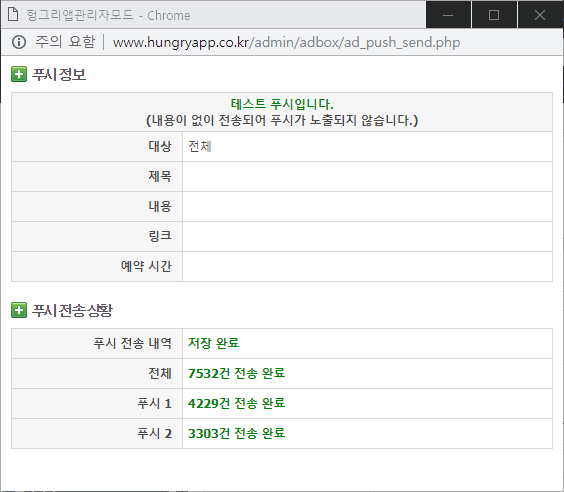 헝그리앱관리자모드 - Chrome
주의 요함 | www.hungryapp.co.kr/admin/adbox/ad_push_send.php
푸시정보
테스트 푸시입니다.
(내용이 없이 전송되어 푸시가 노출되지 않습니다.)
대상 전체
제목
내용
링크
예약 시간
푸시전송상황
푸시 전송 내역 저장 완료
전체 7532건 전송 완료
푸시 1 4229건 전송 완료
푸시 2 3303건 전송 완료